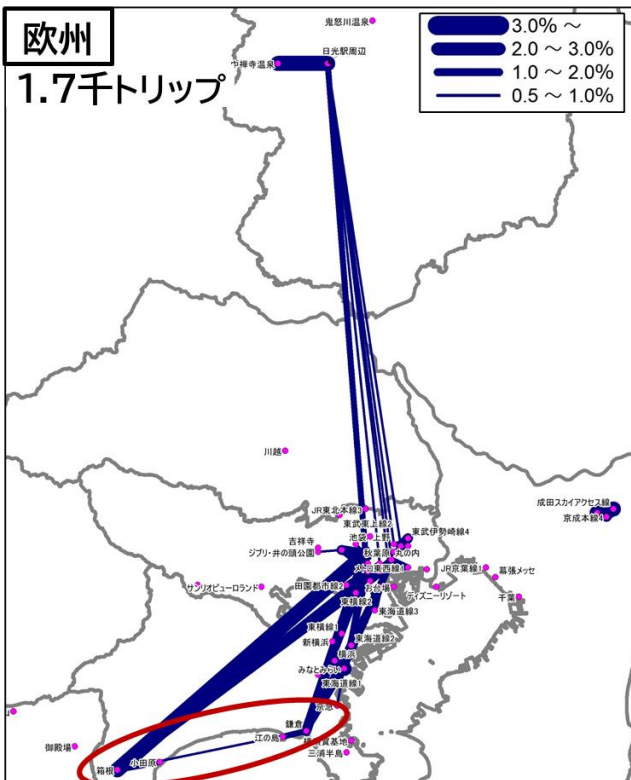 欧州
1.7千トリップ
3.0% ～
2.0 ～ 3.0%
1.0 ～ 2.0%
0.5 ～ 1.0%
鬼怒川温泉
日光駅周辺
中禅寺温泉
川越
成田スカイアクセス線
京成本線4
JR東北本線3
東武東上線2
東武伊勢崎線4
吉祥寺
池袋
上野
ジブリ・井の頭公園
秋葉原
丸の内
メトロ東西線1
JR京葉線1
幕張メッセ
サンリオピューロランド
田園都市線2
お台場
ディズニーリゾート
千葉
東横線2
東海道線3
東横線1
新横浜
東海道線2
横浜
みなとみらい
東海道線1
京急
鎌倉
江の島
横須賀基地
三浦半島
御殿場
小田原
箱根